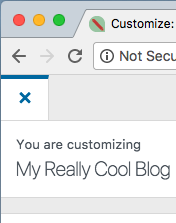 Customize:
Not Secu
You are customizing
My Really Cool Blog